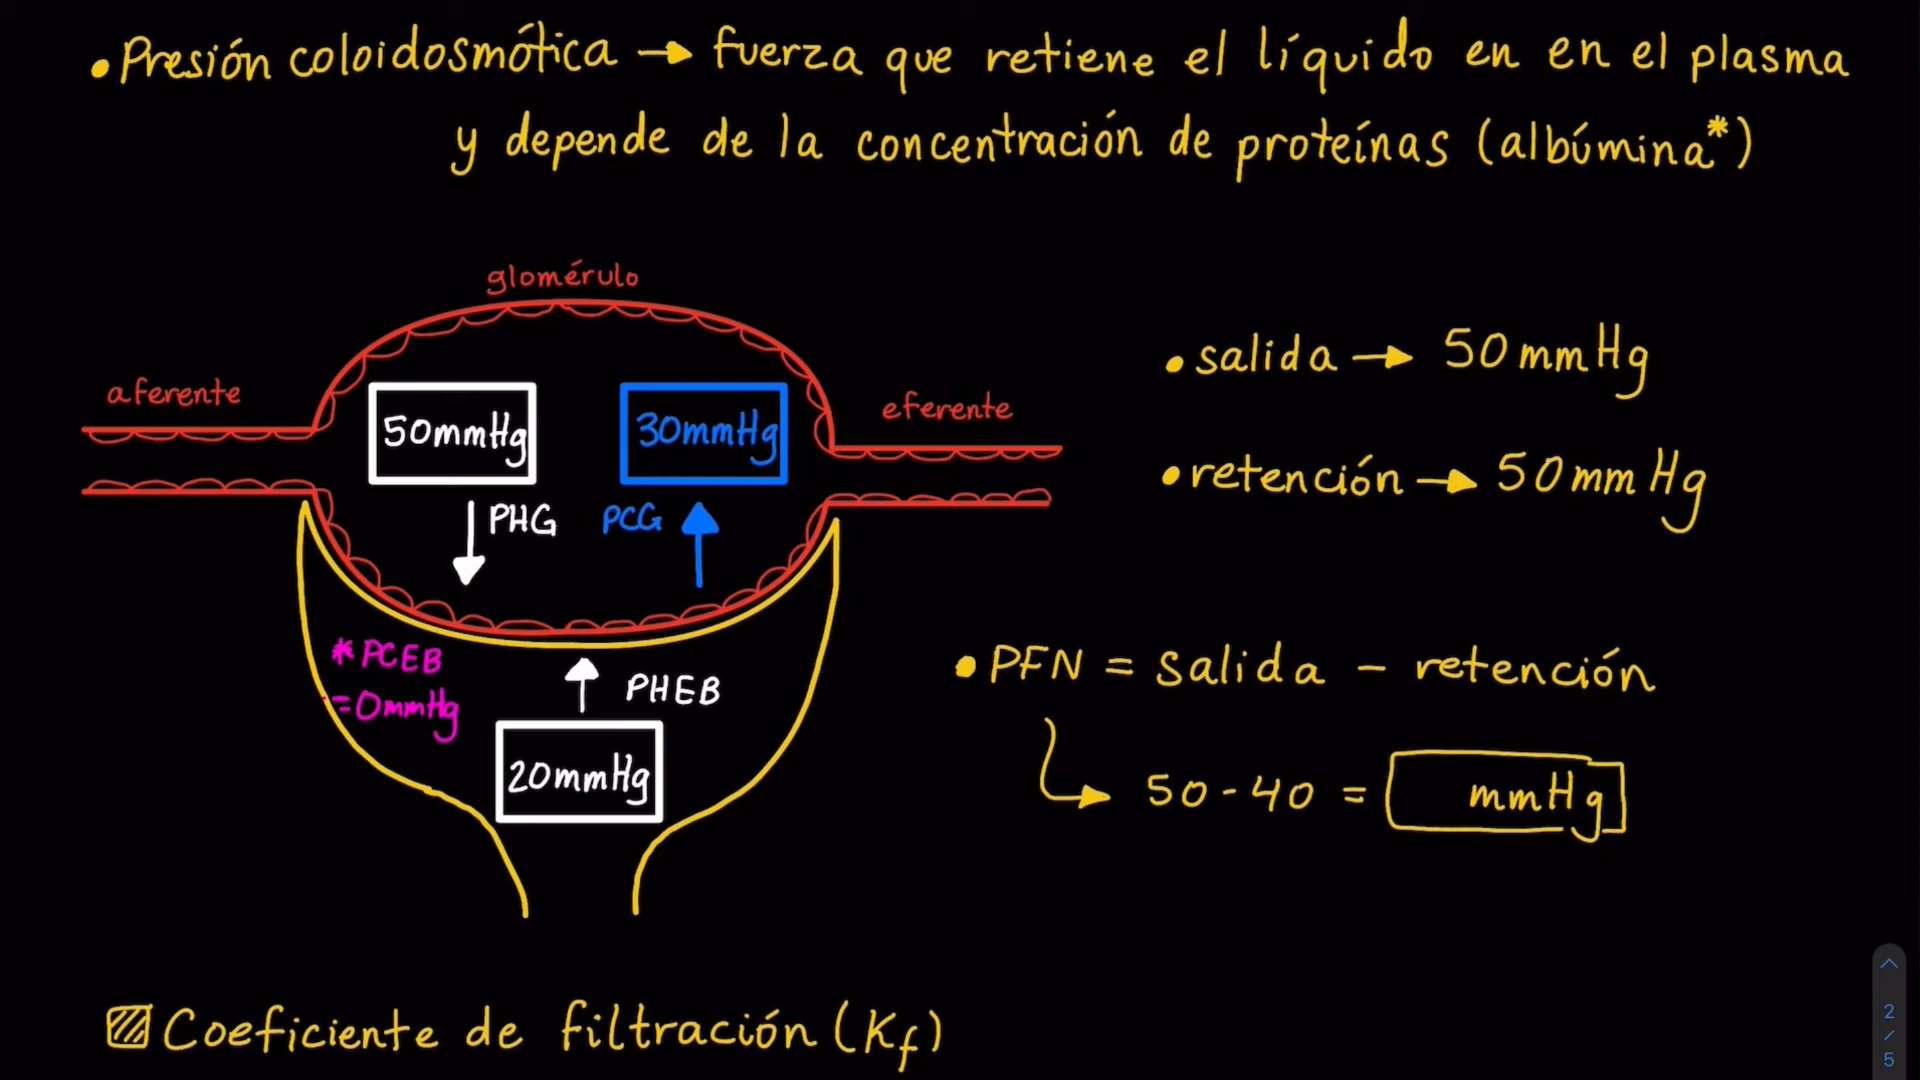 • Presión coloidosmótica → fuerza que retiene el líquido en en el plasma
y depende de la concentración de proteínas (albúmina*)
glomérulo
aferente
eferente
50mmHg
30mmHg
PHG
PCG
* PCEB
= 0mmHg
PHEB
20mmHg
• salida → 50 mmHg
• retención → 50 mm Hg
• PFN = salida - retención
50 - 40 = mmHg
Coeficiente de filtración (Kf)
2
/
5